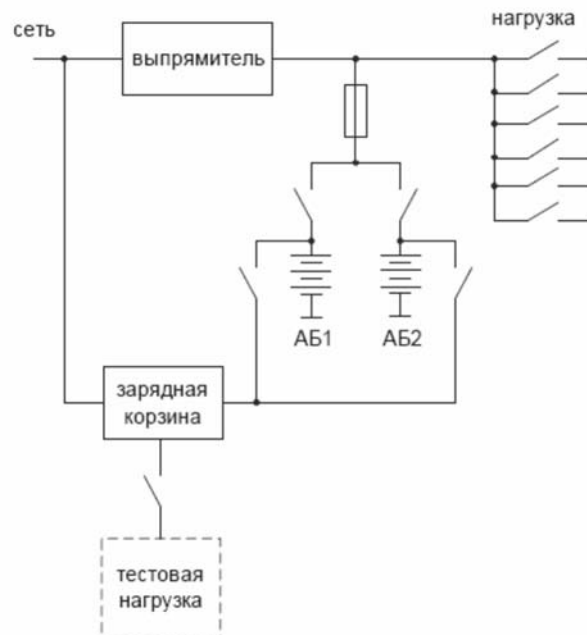 сеть
нагрузка
выпрямитель
АБ1
АБ2
зарядная
корзина
тестовая
нагрузка